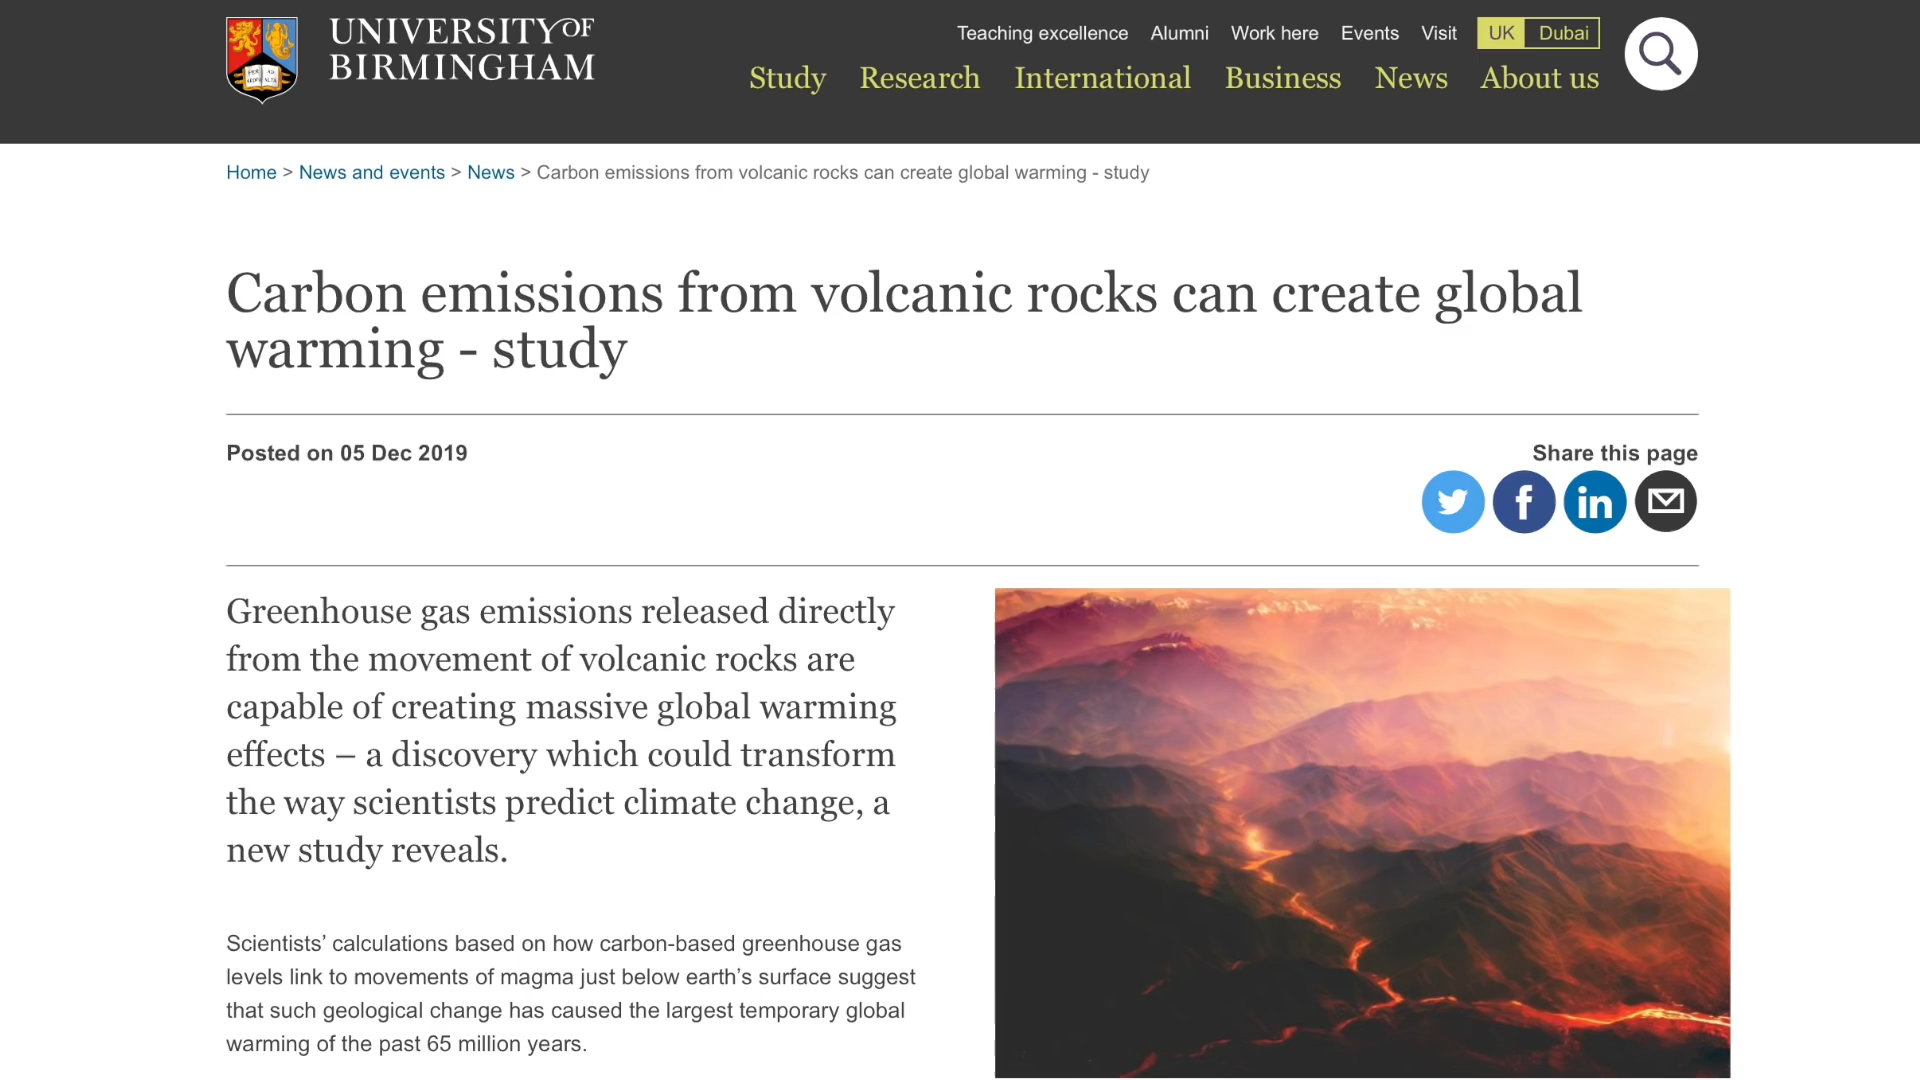 UNIVERSITY OF
BIRMINGHAM
Teaching excellence Alumni Work here Events Visit UK Dubai
Study Research International Business News About us
Home > News and events > News > Carbon emissions from volcanic rocks can create global warming - study
Carbon emissions from volcanic rocks can create global
warming - study
Posted on 05 Dec 2019
Share this page
Greenhouse gas emissions released directly
from the movement of volcanic rocks are
capable of creating massive global warming
effects – a discovery which could transform
the way scientists predict climate change, a
new study reveals.
Scientists’ calculations based on how carbon-based greenhouse gas
levels link to movements of magma just below earth’s surface suggest
that such geological change has caused the largest temporary global
warming of the past 65 million years.